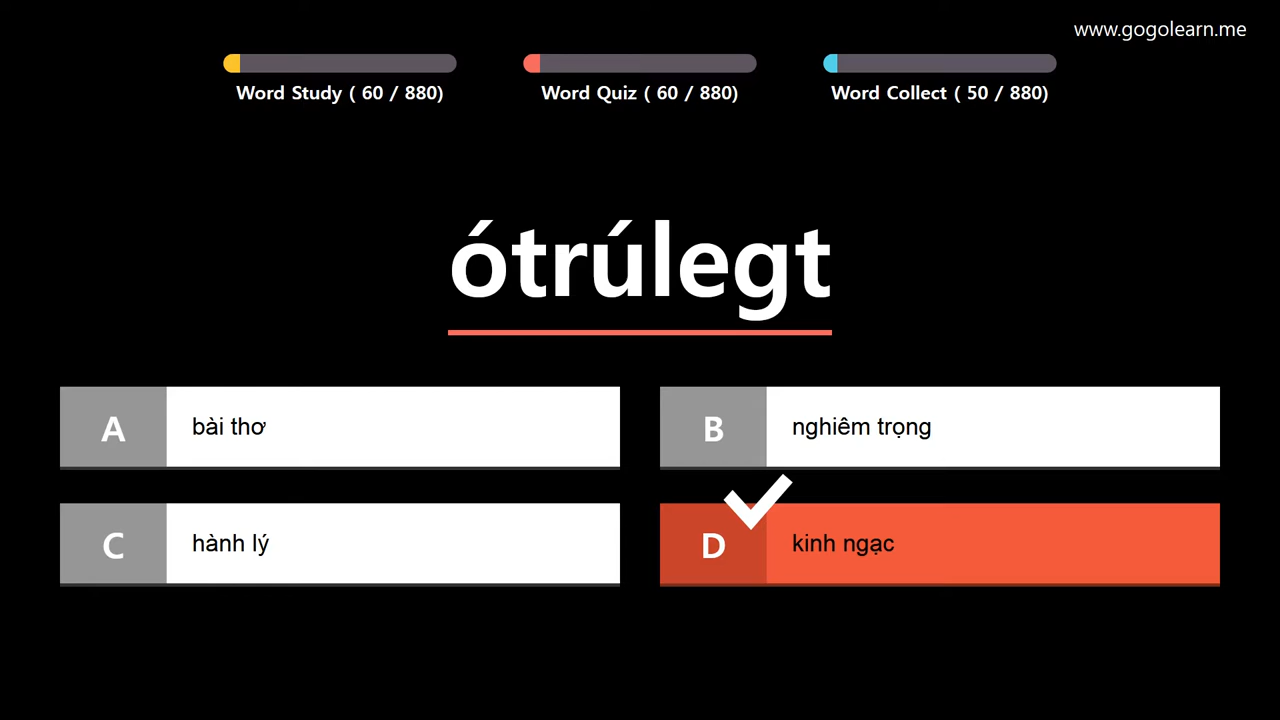 www.gogolearn.me
Word Study ( 60 / 880)
Word Quiz ( 60 / 880)
Word Collect ( 50 / 880)
ótrúlegt
A bài thơ
B nghiêm trọng
C hành lý
D kinh ngạc